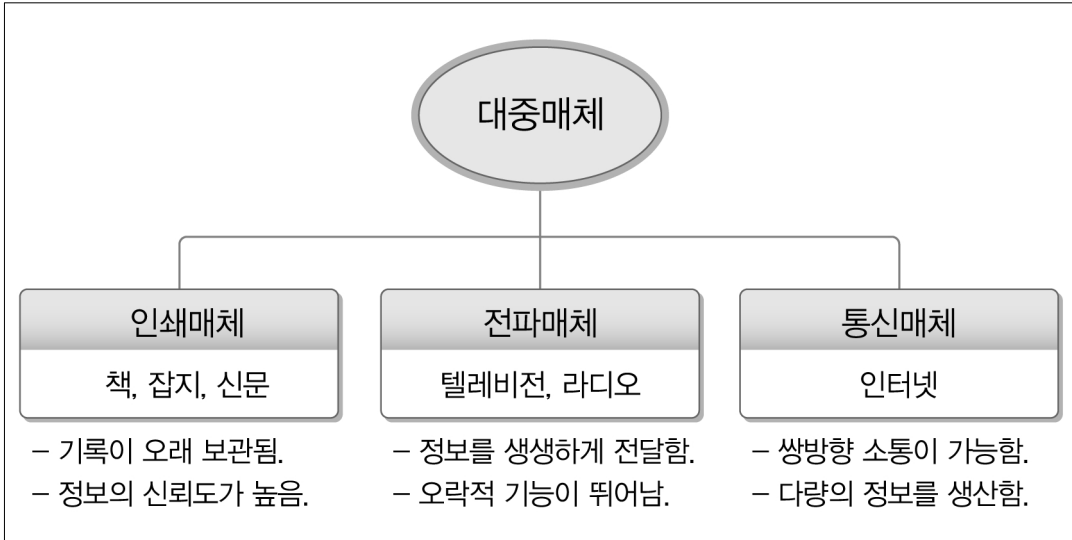 대중매체
인쇄매체
책, 잡지, 신문
– 기록이 오래 보관됨.
– 정보의 신뢰도가 높음.
전파매체
텔레비전, 라디오
– 정보를 생생하게 전달함.
– 오락적 기능이 뛰어남.
통신매체
인터넷
– 쌍방향 소통이 가능함.
– 다량의 정보를 생산함.